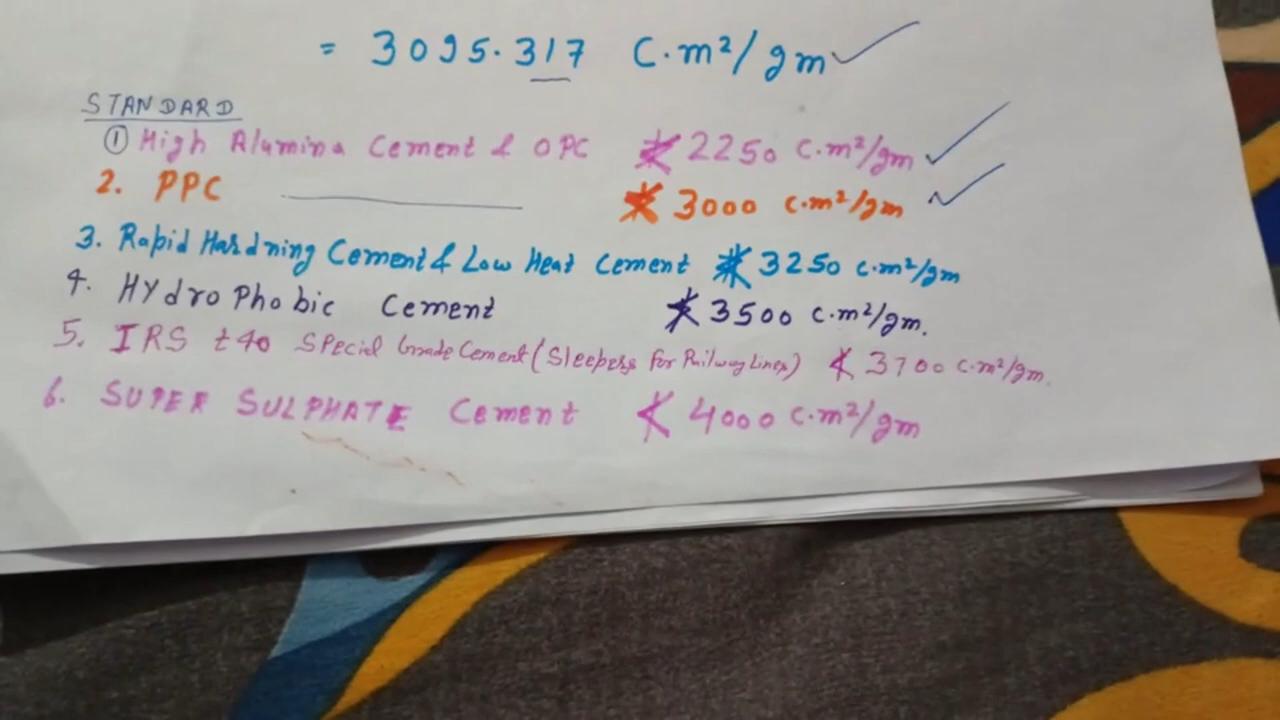 = 3095.317 C.m²/gm
STANDARD
① High Alumina Cement & OPC ≮ 2250 C.m²/gm
2. PPC ≮ 3000 C.m²/gm
3. Rapid Hardning Cement & Low Heat Cement ≮ 3250 C.m²/gm
4. HYdroPhobic Cement ≮ 3500 C.m²/gm.
5. IRS t40 SPecial Grade Cement (Sleepers for Railway Lines) ≮ 3700 C.m²/gm.
6. SUPER SULPHATE Cement ≮ 4000 C.m²/gm